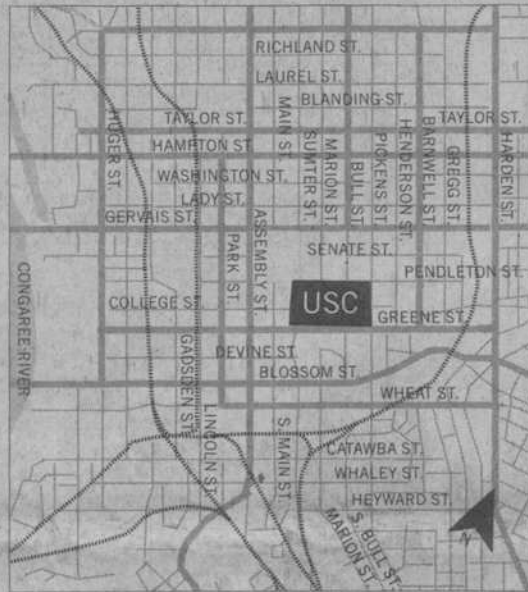 RICHLAND ST.
LAUREL ST.
BLANDING ST.
TAYLOR ST.
TAYLOR ST.
HAMPTON ST.
WASHINGTON ST.
LADY ST.
GERVAIS ST.
HUGER ST.
MAIN ST.
SUMTER ST.
MARION ST.
BULL ST.
PICKENS ST.
HENDERSON ST.
BARNWELL ST.
GREGG ST.
HARDEN ST.
ASSEMBLY ST.
PARK ST.
SENATE ST.
PENDLETON ST.
CONGAREE RIVER
COLLEGE ST.
USC
GREENE ST.
GADSDEN ST.
DEVINE ST.
BLOSSOM ST.
WHEAT ST.
LINCOLN ST.
S. MAIN ST.
CATAWBA ST.
WHALEY ST.
HEYWARD ST.
S. BULL ST.
MARION ST.
N